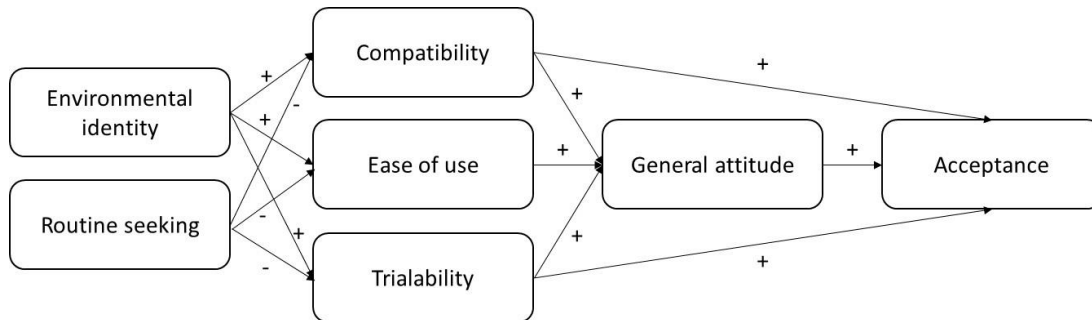 Compatibility
+
+
-
+
Environmental
identity
+
Ease of use
+
General attitude
+
Acceptance
Routine seeking
-
+
+
-
Trialability
+